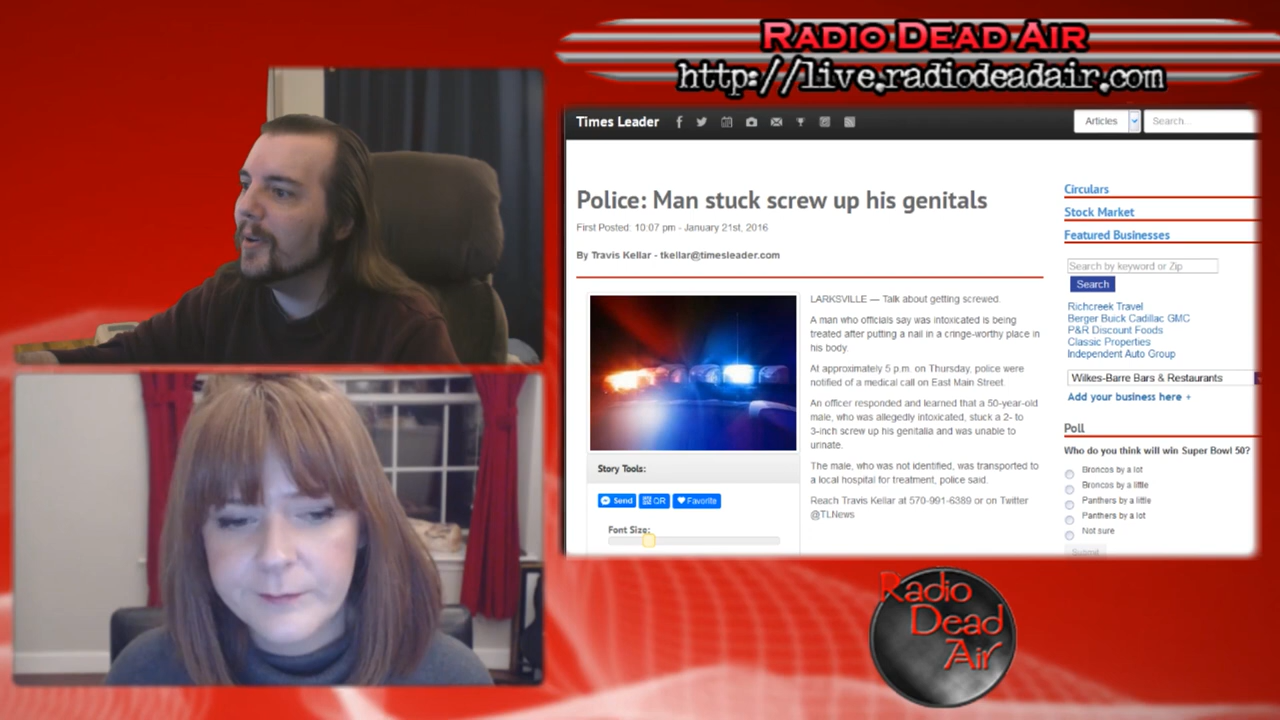 RADIO DEAD AIR
http://live.radiodeadair.com
Times Leader
Articles
Search...
Police: Man stuck screw up his genitals
First Posted: 10:07 pm - January 21st, 2016
By Travis Kellar - tkellar@timesleader.com
LARKSVILLE — Talk about getting screwed.
A man who officials say was intoxicated is being
treated after putting a nail in a cringe-worthy place in
his body.
At approximately 5 p.m. on Thursday, police were
notified of a medical call on East Main Street.
An officer responded and learned that a 50-year-old
male, who was allegedly intoxicated, stuck a 2- to
3-inch screw up his genitalia and was unable to
urinate.
The male, who was not identified, was transported to
a local hospital for treatment, police said.
Reach Travis Kellar at 570-991-6389 or on Twitter
@TLNews
Story Tools:
Send
QR
Favorite
Font Size:
Circulars
Stock Market
Featured Businesses
Search by keyword or Zip
Search
Richcreek Travel
Berger Buick Cadillac GMC
P&R Discount Foods
Classic Properties
Independent Auto Group
Wilkes-Barre Bars & Restaurants
Add your business here +
Poll
Who do you think will win Super Bowl 50?
Broncos by a lot
Broncos by a little
Panthers by a little
Panthers by a lot
Not sure
Submit
Radio
Dead
Air